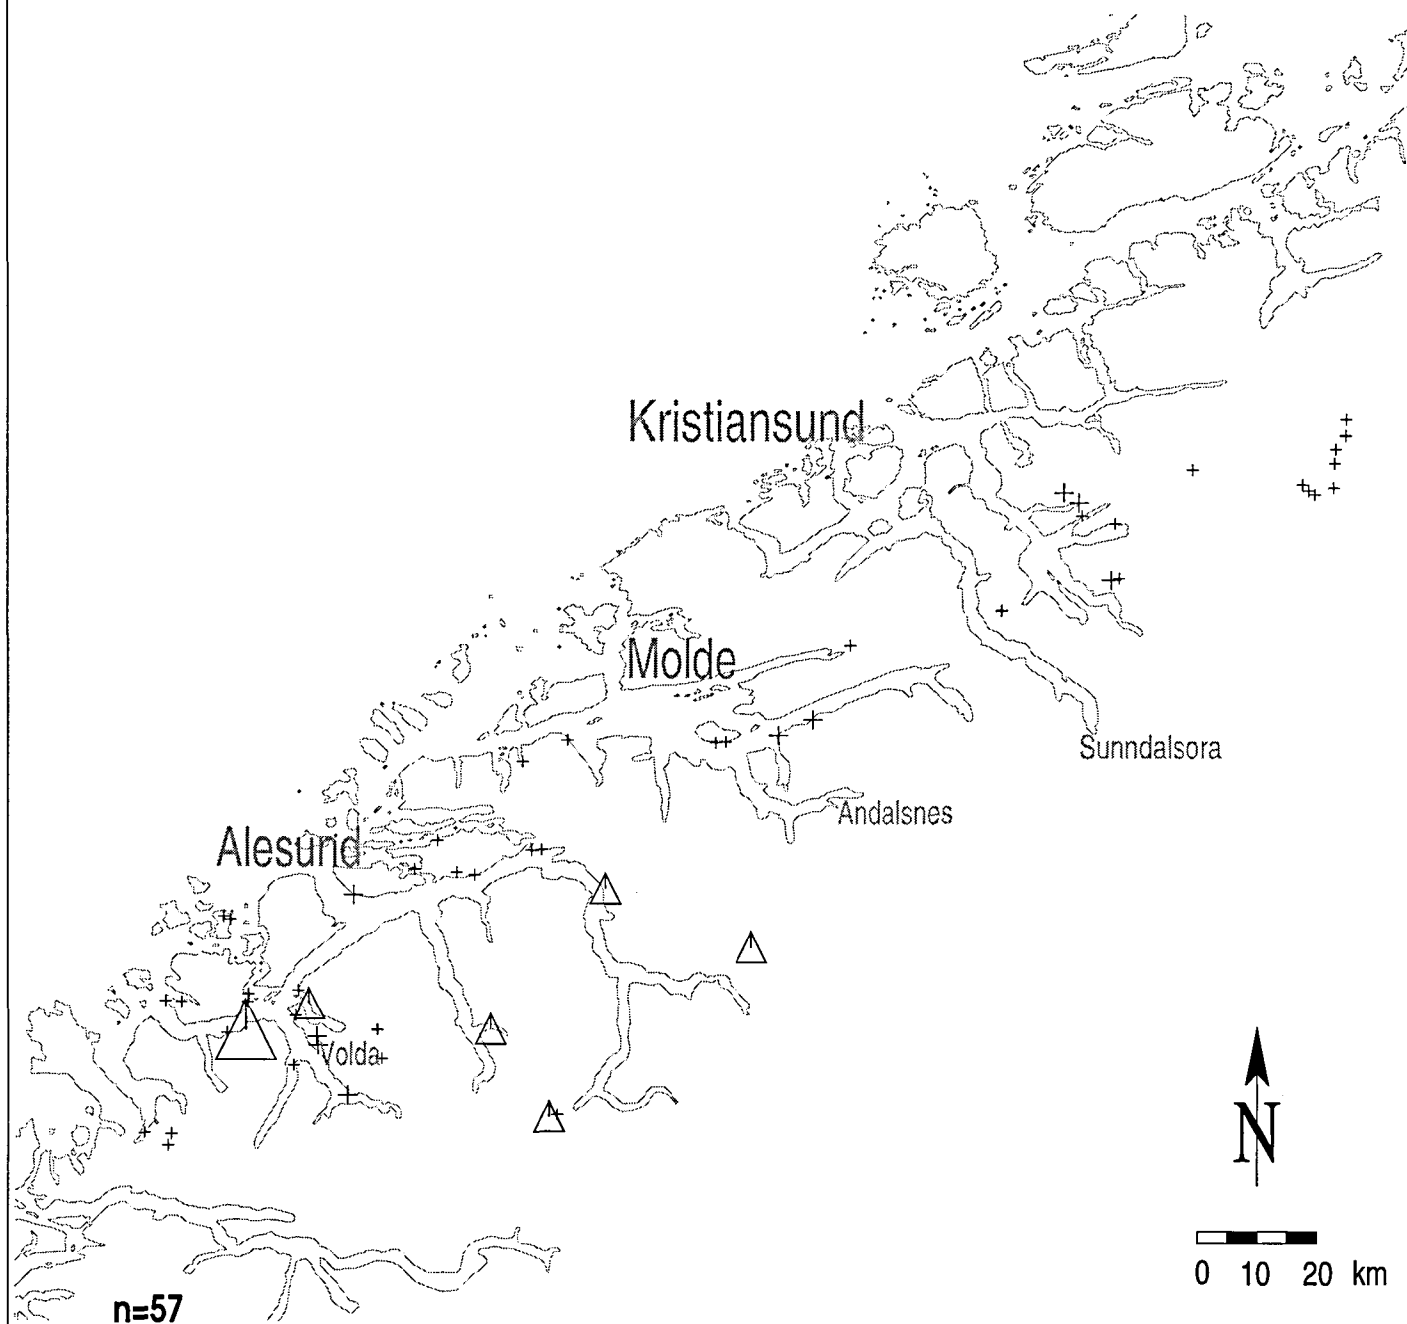 Kristiansund
Molde
Sunndalsora
Andalsnes
Alesund
Volda
N
0 10 20 km
n=57